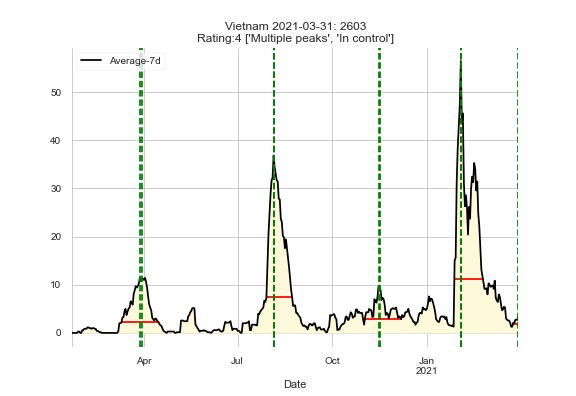 Vietnam 2021-03-31: 2603
Rating:4 ['Multiple peaks', 'In control']
Average-7d
50
40
30
20
10
0
Apr
Jul
Oct
Jan
2021
Date